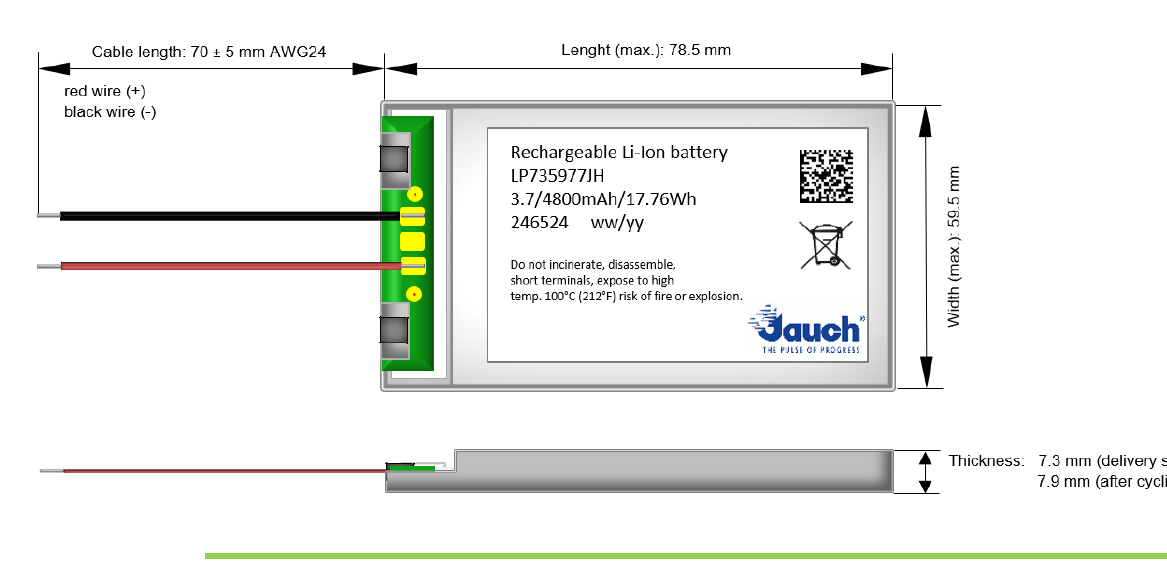 Cable length: 70 ± 5 mm AWG24
Lenght (max.): 78.5 mm
red wire (+)
black wire (-)
Rechargeable Li-Ion battery
LP735977JH
3.7/4800mAh/17.76Wh
246524 ww/yy
Do not incinerate, disassemble,
short terminals, expose to high
temp. 100°C (212°F) risk of fire or explosion.
Jauch®
THE PULSE OF PROGRESS
Width (max.): 59.5 mm
Thickness: 7.3 mm (delivery s
7.9 mm (after cycli